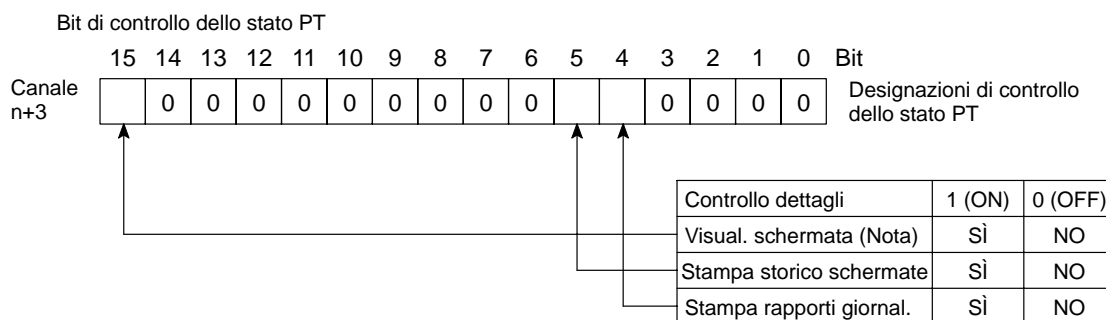 Bit di controllo dello stato PT
15 14 13 12 11 10 9 8 7 6 5 4 3 2 1 0 Bit
Canale
n+3
0 0 0 0 0 0 0 0 0 0 0 0 0
Designazioni di controllo
dello stato PT
Controllo dettagli 1 (ON) 0 (OFF)
Visual. schermata (Nota) SÌ NO
Stampa storico schermate SÌ NO
Stampa rapporti giornal. SÌ NO